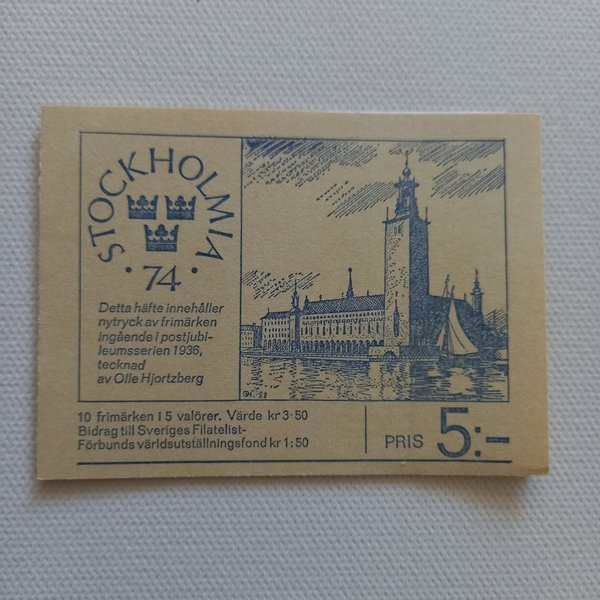 STOCKHOLMIA
· 74 ·
Detta häfte innehåller
nytryck av frimärken
ingående i postjubi-
leumsserien 1936,
tecknad
av Olle Hjortzberg
10 frimärken i 5 valörer. Värde kr 3·50
Bidrag till Sveriges Filatelist-
Förbunds världsutställningsfond kr 1:50
PRIS 5:-